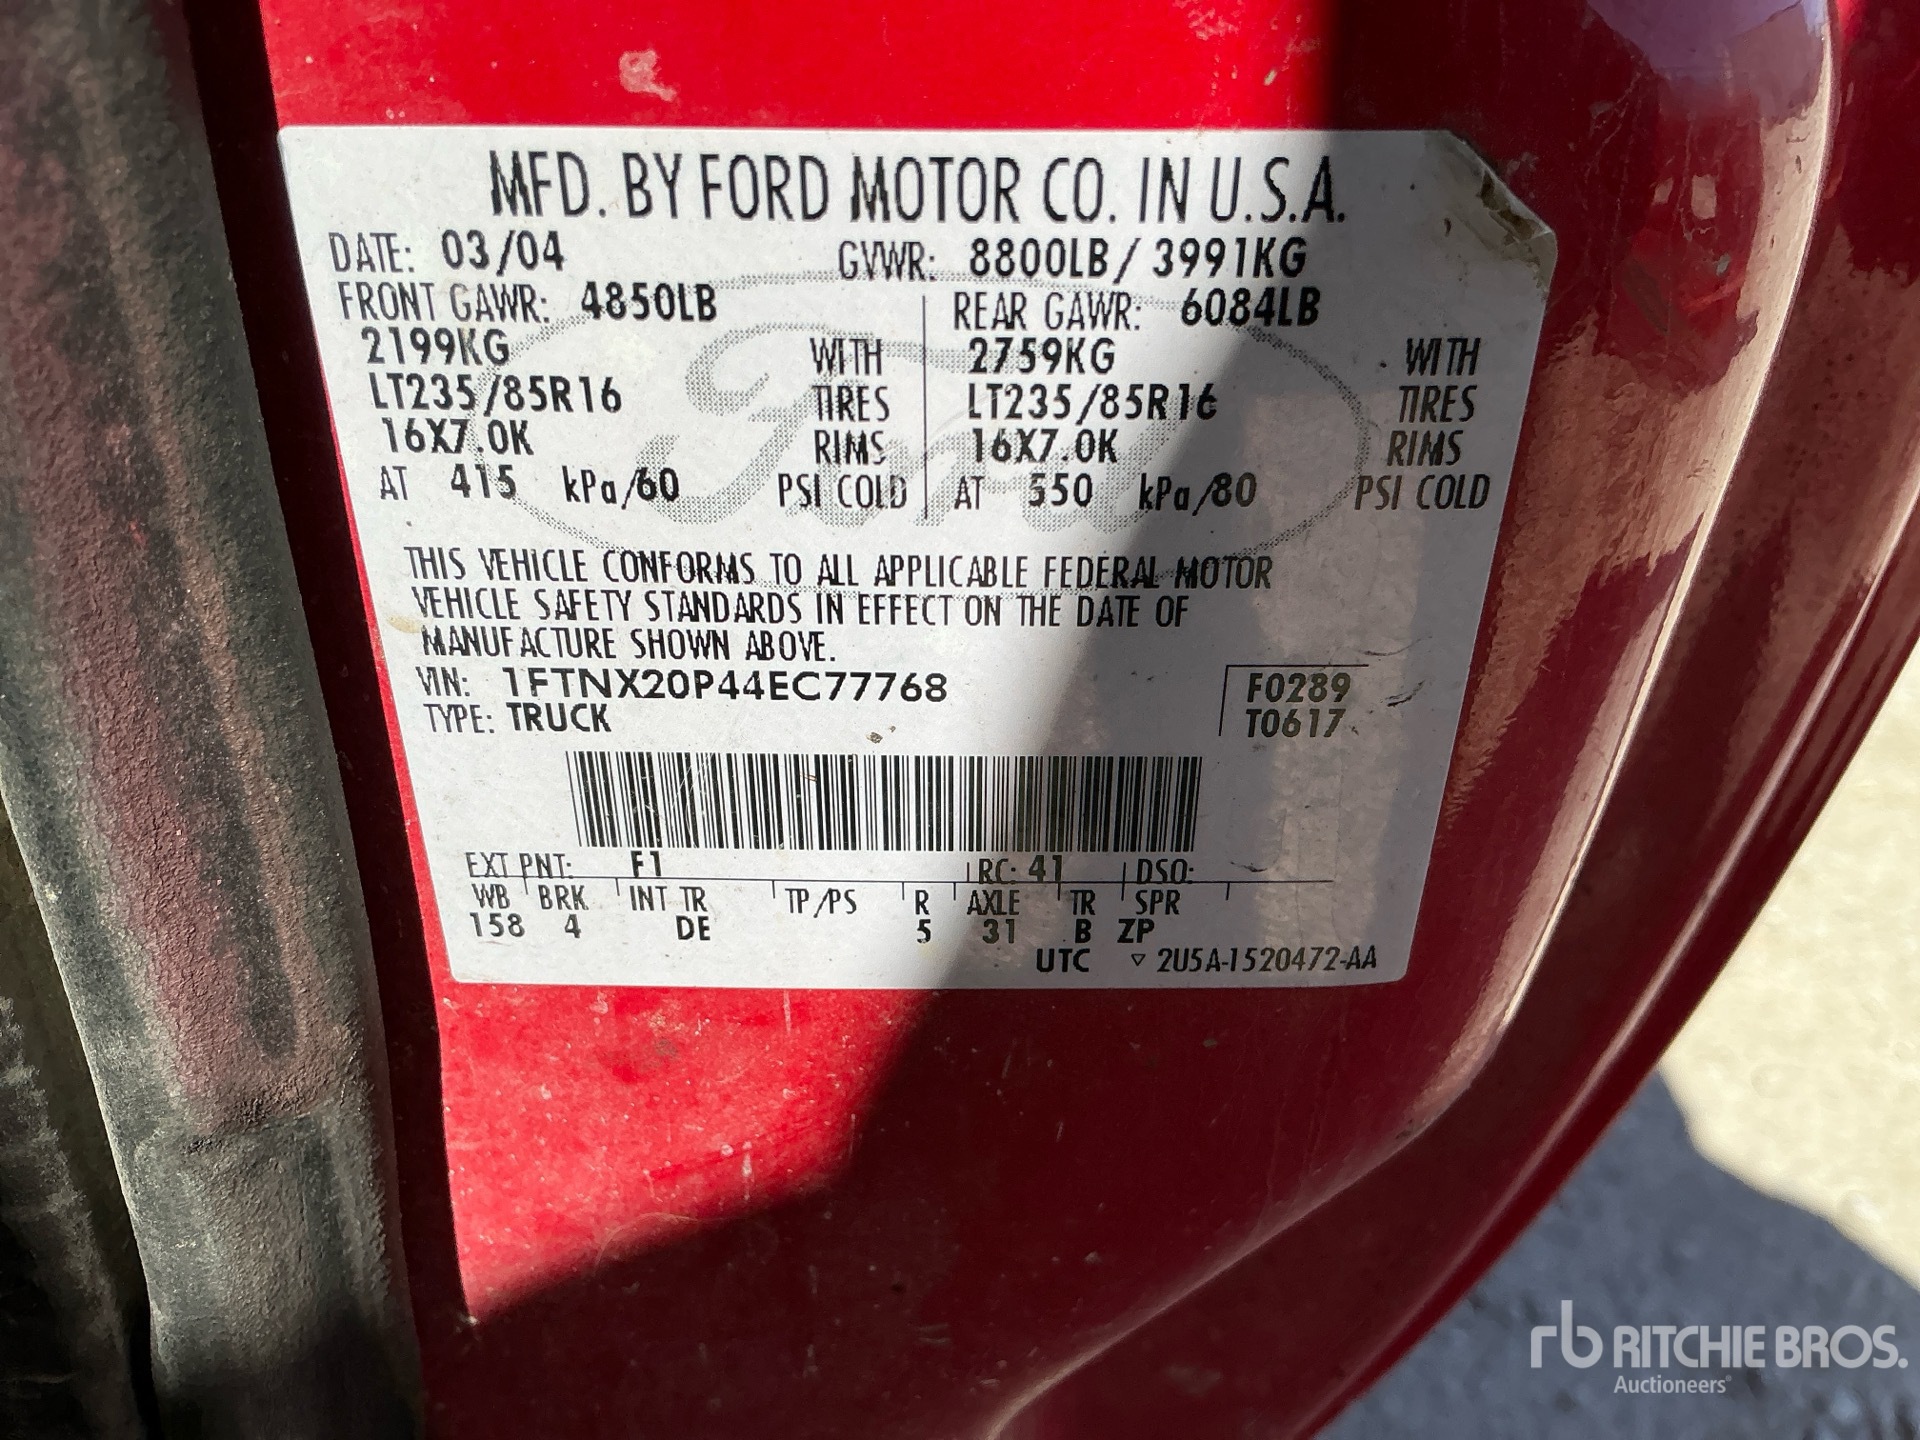 MFD. BY FORD MOTOR CO. IN U.S.A.
DATE: 03/04 GVWR: 8800LB / 3991KG
FRONT GAWR: 4850LB REAR GAWR: 6084LB
2199KG WITH 2759KG WITH
LT235/85R16 TIRES LT235/85R16 TIRES
16X7.0K RIMS 16X7.0K RIMS
AT 415 kPa/60 PSI COLD AT 550 kPa/80 PSI COLD
Ford
THIS VEHICLE CONFORMS TO ALL APPLICABLE FEDERAL MOTOR
VEHICLE SAFETY STANDARDS IN EFFECT ON THE DATE OF
MANUFACTURE SHOWN ABOVE.
VIN: 1FTNX20P44EC77768 F0289
TYPE: TRUCK T0617
EXT PNT: F1 RC: 41 DSO:
WB BRK INT TR TP/PS R AXLE TR SPR
158 4 DE 5 31 B ZP
UTC ▿ 2U5A-1520472-AA
rb RITCHIE BROS.
Auctioneers®